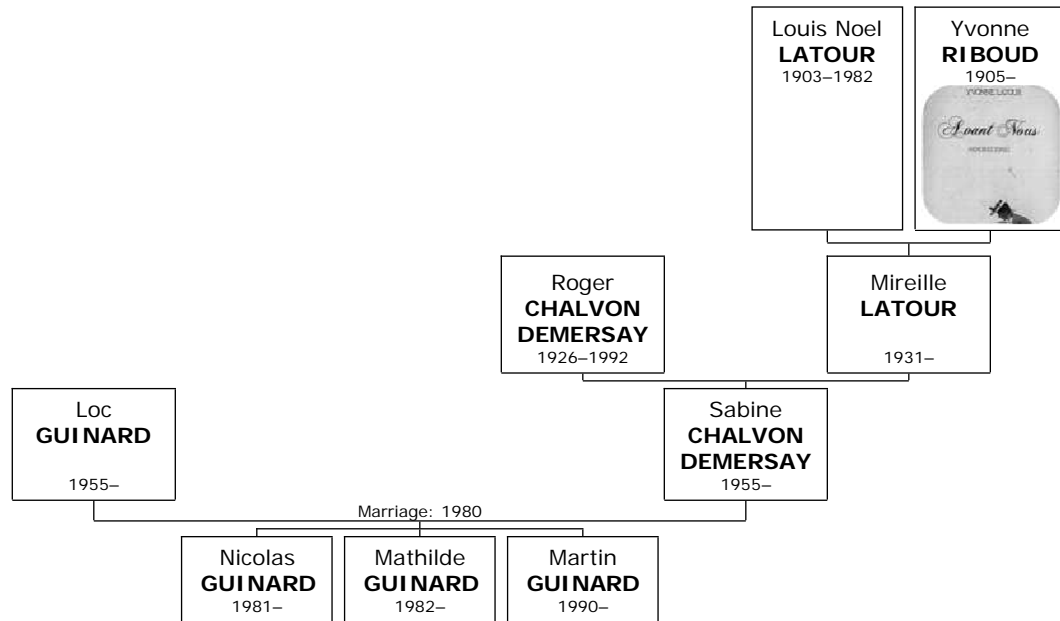 Louis Noel
LATOUR
1903–1982
Yvonne
RIBOUD
1905–
Avant Nous
Roger
CHALVON
DEMERSAY
1926–1992
Mireille
LATOUR
1931–
Loc
GUINARD
1955–
Sabine
CHALVON
DEMERSAY
1955–
Marriage: 1980
Nicolas
GUINARD
1981–
Mathilde
GUINARD
1982–
Martin
GUINARD
1990–